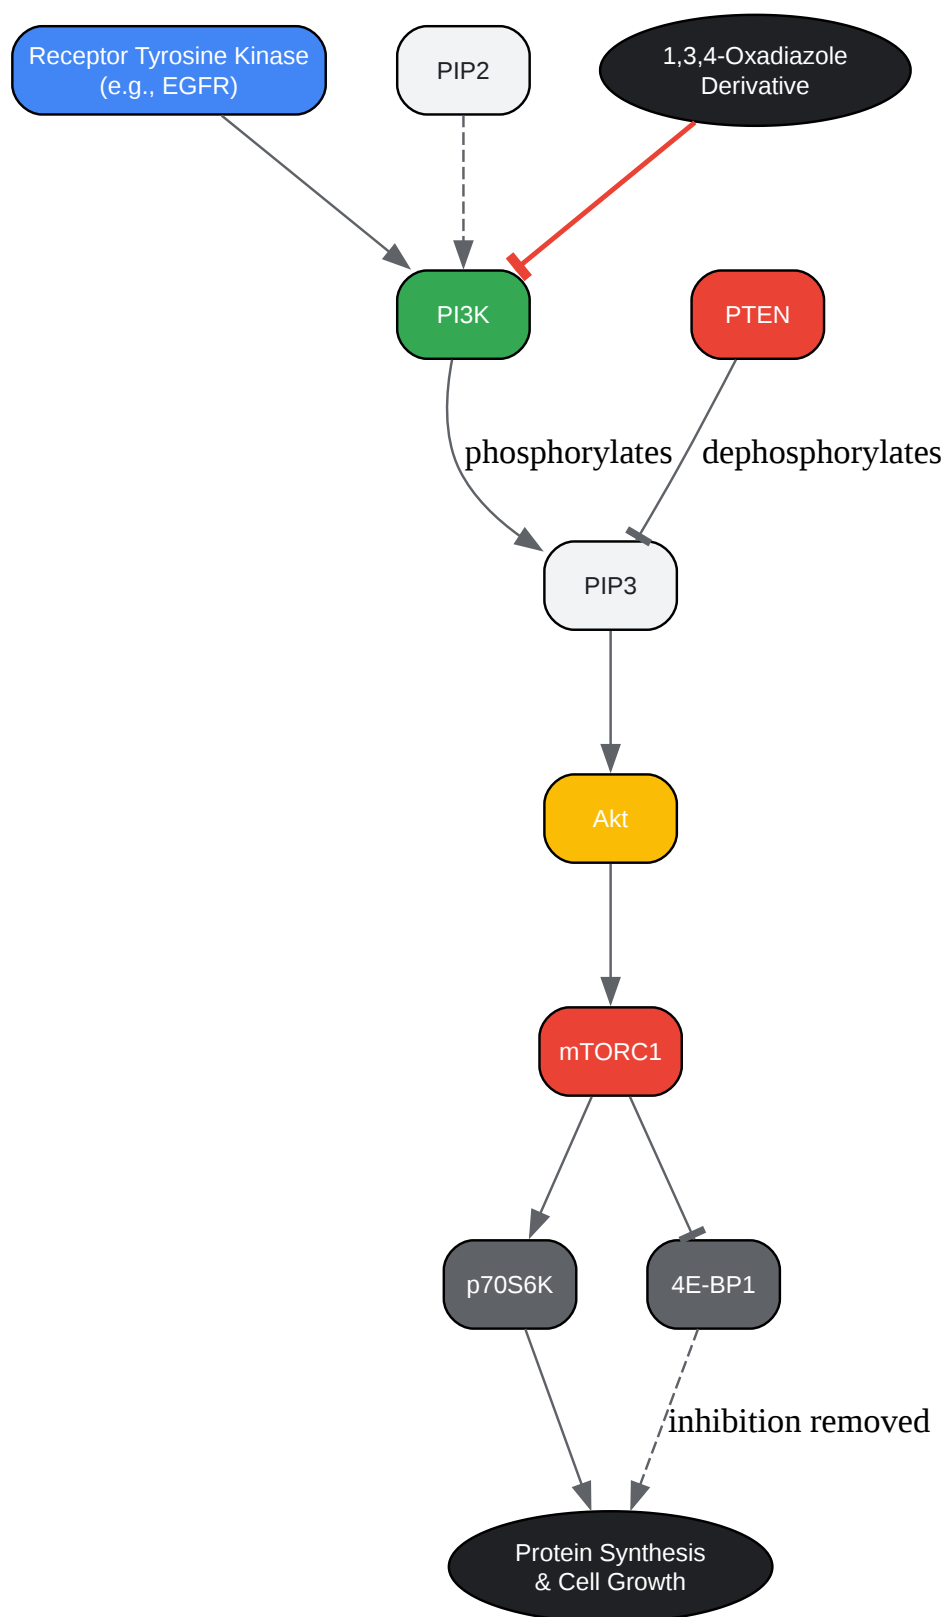 Receptor Tyrosine Kinase
(e.g., EGFR)
PIP2
1,3,4-Oxadiazole
Derivative
PI3K
PTEN
phosphorylates
dephosphorylates
PIP3
Akt
mTORC1
p70S6K
4E-BP1
inhibition removed
Protein Synthesis
& Cell Growth